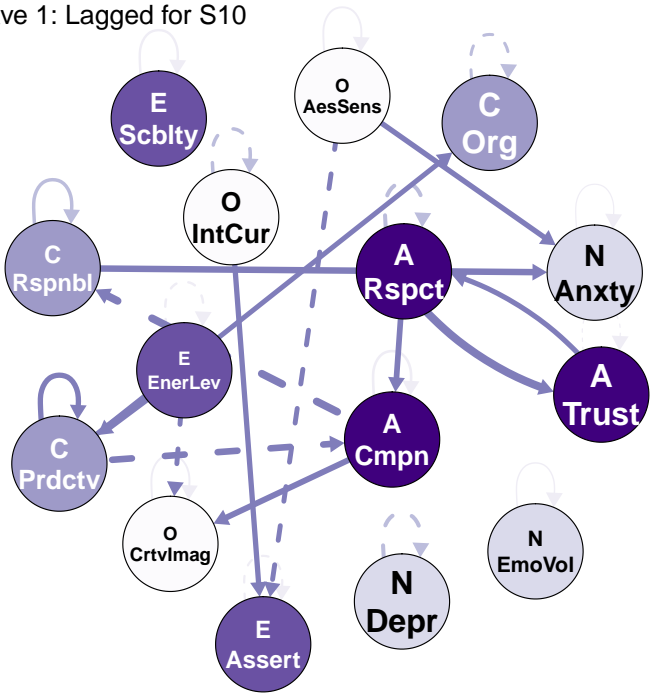 ve 1: Lagged for S10
E
Scblty
O
AesSens
C
Org
O
IntCur
C
Rspnbl
A
Rspct
N
Anxty
E
EnerLev
A
Trust
C
Prdctv
A
Cmpn
O
CrtvImag
N
EmoVol
N
Depr
E
Assert